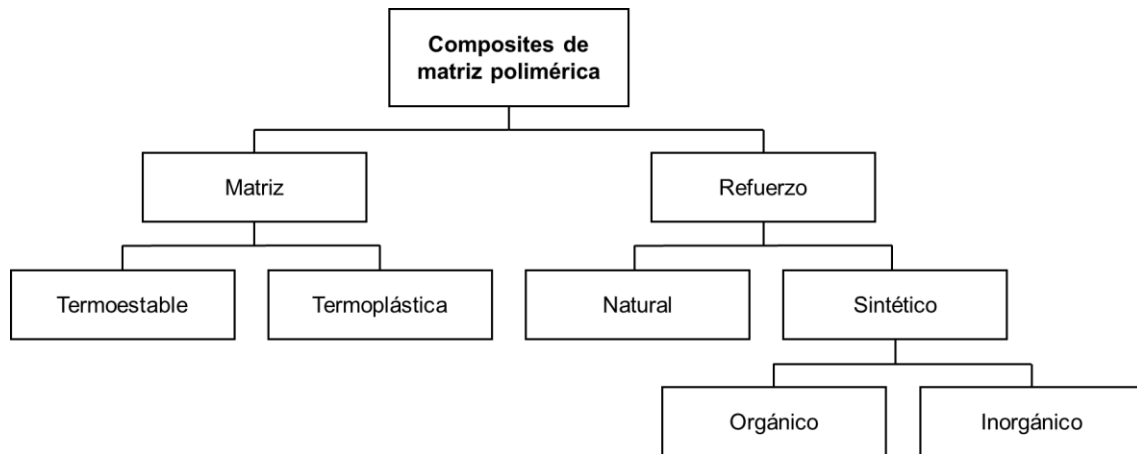 Composites de
matriz polimérica
Matriz
Refuerzo
Termoestable
Termoplástica
Natural
Sintético
Orgánico
Inorgánico